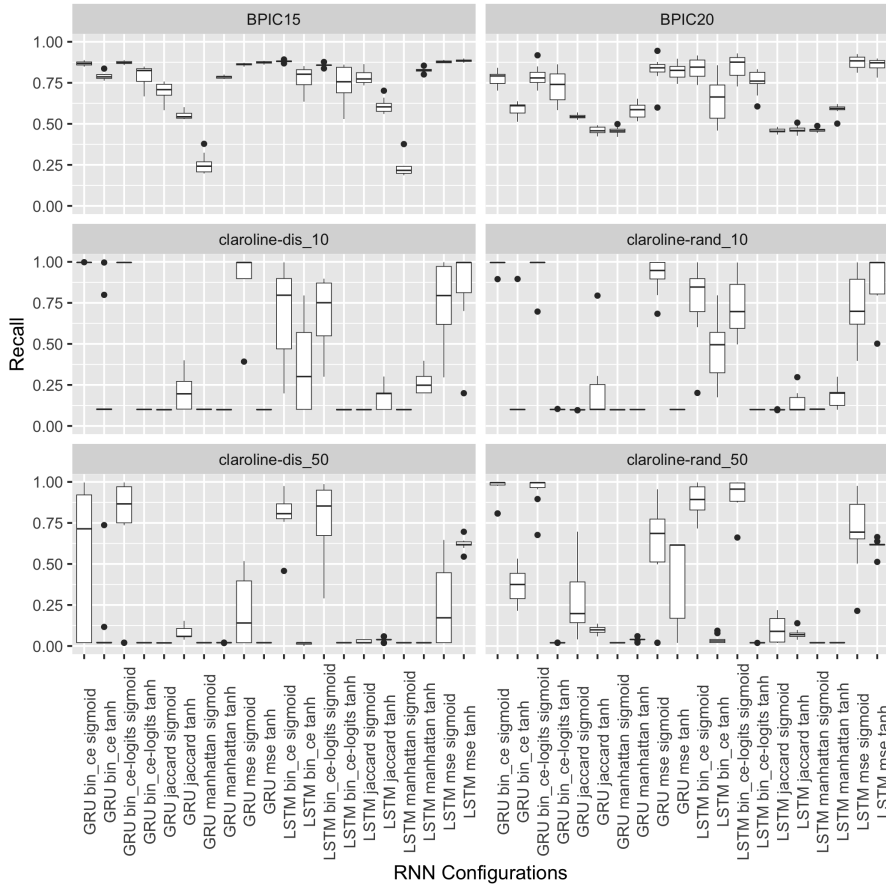 BPIC15
BPIC20
1.00
0.75
0.50
0.25
0.00
claroline-dis_10
claroline-rand_10
1.00
0.75
0.50
0.25
0.00
claroline-dis_50
claroline-rand_50
1.00
0.75
0.50
0.25
0.00
Recall
GRU bin_ce sigmoid
GRU bin_ce tanh
GRU bin_ce-logits sigmoid
GRU bin_ce-logits tanh
GRU jaccard sigmoid
GRU jaccard tanh
GRU manhattan sigmoid
GRU manhattan tanh
GRU mse sigmoid
GRU mse tanh
LSTM bin_ce sigmoid
LSTM bin_ce tanh
LSTM bin_ce-logits sigmoid
LSTM bin_ce-logits tanh
LSTM jaccard sigmoid
LSTM jaccard tanh
LSTM manhattan sigmoid
LSTM manhattan tanh
LSTM mse sigmoid
LSTM mse tanh
GRU bin_ce sigmoid
GRU bin_ce tanh
GRU bin_ce-logits sigmoid
GRU bin_ce-logits tanh
GRU jaccard sigmoid
GRU jaccard tanh
GRU manhattan sigmoid
GRU manhattan tanh
GRU mse sigmoid
GRU mse tanh
LSTM bin_ce sigmoid
LSTM bin_ce tanh
LSTM bin_ce-logits sigmoid
LSTM bin_ce-logits tanh
LSTM jaccard sigmoid
LSTM jaccard tanh
LSTM manhattan sigmoid
LSTM manhattan tanh
LSTM mse sigmoid
LSTM mse tanh
RNN Configurations